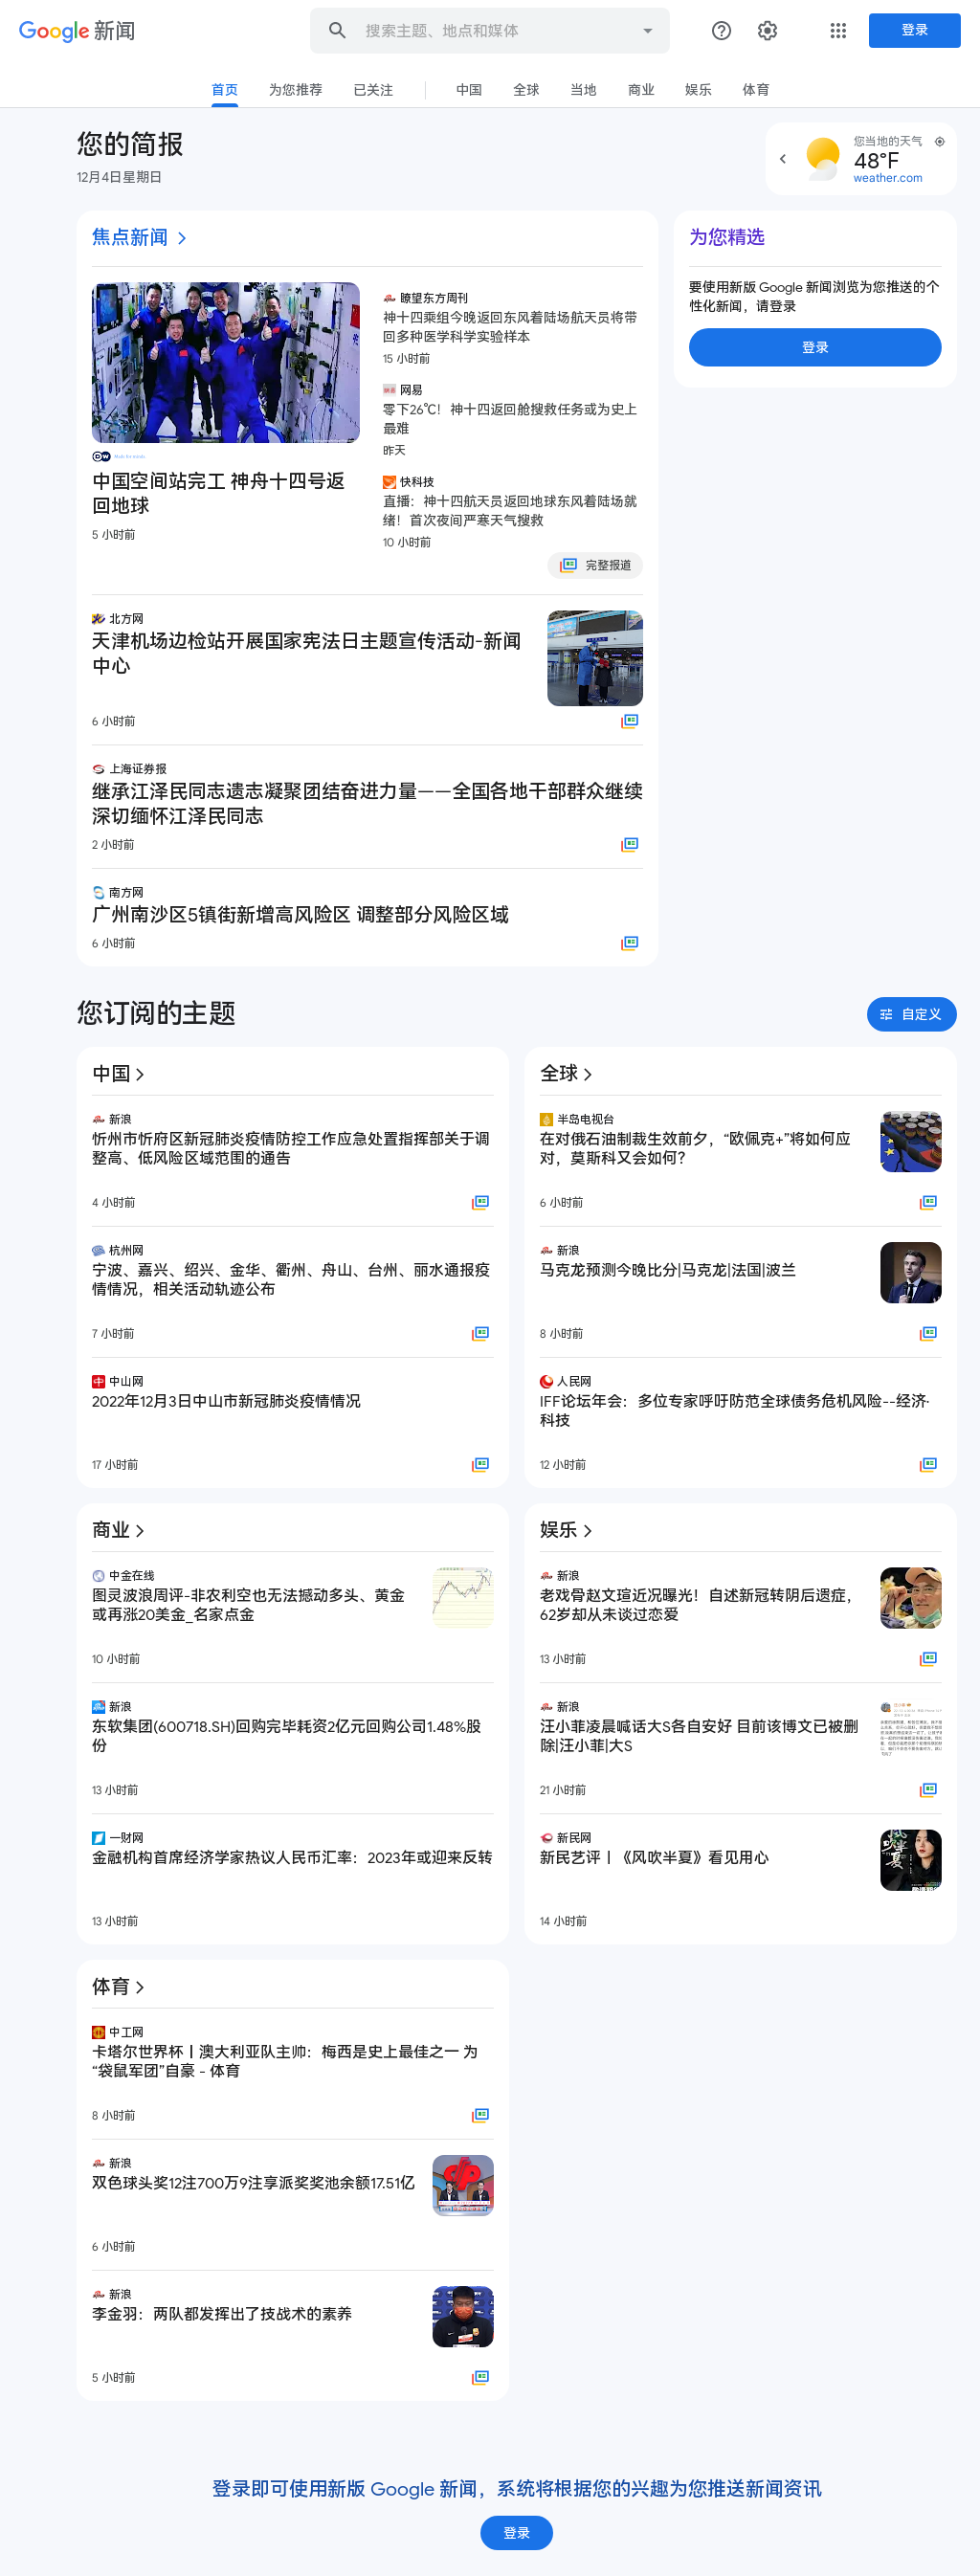 Google 新闻
搜索主题、地点和媒体
登录
首页 为您推荐 已关注 中国 全球 当地 商业 娱乐 体育
您的简报
12月4日星期日
您当地的天气
48°F
weather.com
焦点新闻
中国空间站完工 神舟十四号返
回地球
5 小时前
瞭望东方周刊
神十四乘组今晚返回东风着陆场航天员将带
回多种医学科学实验样本
15 小时前
网易
零下26℃！神十四返回舱搜救任务或为史上
最难
昨天
快科技
直播：神十四航天员返回地球东风着陆场就
绪！首次夜间严寒天气搜救
10 小时前
完整报道
北方网
天津机场边检站开展国家宪法日主题宣传活动-新闻
中心
6 小时前
上海证券报
继承江泽民同志遗志凝聚团结奋进力量——全国各地干部群众继续
深切缅怀江泽民同志
2 小时前
南方网
广州南沙区5镇街新增高风险区 调整部分风险区域
6 小时前
为您精选
要使用新版 Google 新闻浏览为您推送的个
性化新闻，请登录
登录
您订阅的主题
自定义
中国
新浪
忻州市忻府区新冠肺炎疫情防控工作应急处置指挥部关于调
整高、低风险区域范围的通告
4 小时前
杭州网
宁波、嘉兴、绍兴、金华、衢州、舟山、台州、丽水通报疫
情情况，相关活动轨迹公布
7 小时前
中山网
2022年12月3日中山市新冠肺炎疫情情况
17 小时前
全球
半岛电视台
在对俄石油制裁生效前夕，“欧佩克+”将如何应
对，莫斯科又会如何？
6 小时前
新浪
马克龙预测今晚比分|马克龙|法国|波兰
8 小时前
人民网
IFF论坛年会：多位专家呼吁防范全球债务危机风险--经济·
科技
12 小时前
商业
中金在线
图灵波浪周评-非农利空也无法撼动多头、黄金
或再涨20美金_名家点金
10 小时前
新浪
东软集团(600718.SH)回购完毕耗资2亿元回购公司1.48%股
份
13 小时前
一财网
金融机构首席经济学家热议人民币汇率：2023年或迎来反转
13 小时前
娱乐
新浪
老戏骨赵文瑄近况曝光！自述新冠转阴后遗症，
62岁却从未谈过恋爱
13 小时前
新浪
汪小菲凌晨喊话大S各自安好 目前该博文已被删
除|汪小菲|大S
21 小时前
新民网
新民艺评丨《风吹半夏》看见用心
14 小时前
体育
中工网
卡塔尔世界杯丨澳大利亚队主帅：梅西是史上最佳之一 为
“袋鼠军团”自豪 - 体育
8 小时前
新浪
双色球头奖12注700万9注享派奖奖池余额17.51亿
6 小时前
新浪
李金羽：两队都发挥出了技战术的素养
5 小时前
登录即可使用新版 Google 新闻，系统将根据您的兴趣为您推送新闻资讯
登录